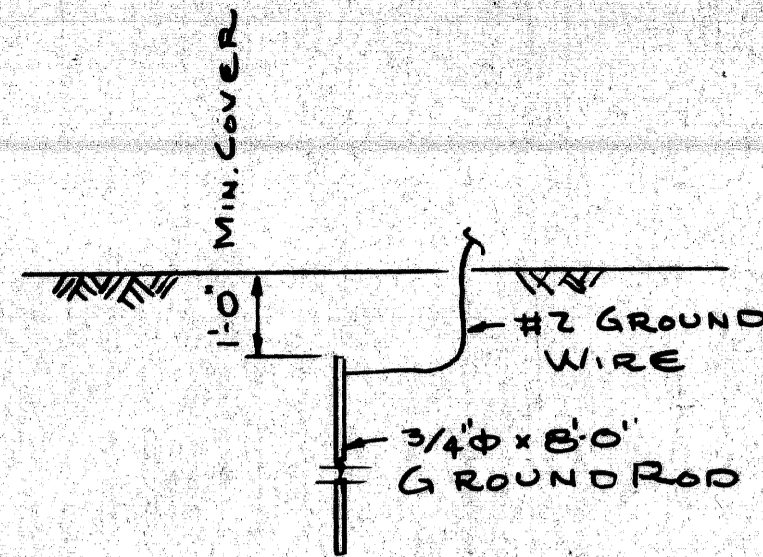 MIN. COVER
1'-0"
#2 GROUND
WIRE
3/4"Φ x 8'-0"
GROUND ROD